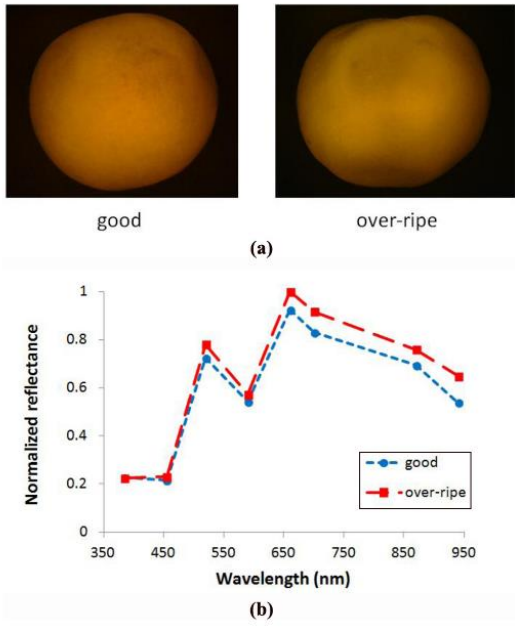 good over-ripe
(a)
1
0.8
0.6
0.4
0.2
0
Normalized reflectance
good
over-ripe
350 450 550 650 750 850 950
Wavelength (nm)
(b)